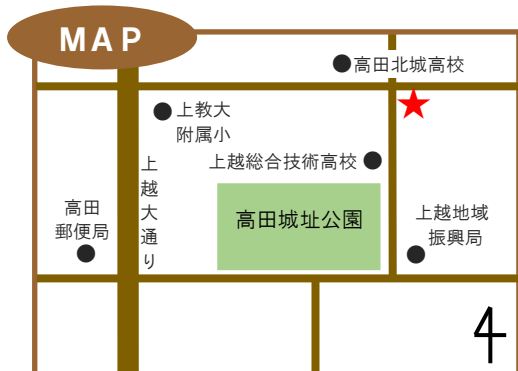 MAP
高田北城高校
上教大
附属小
上越総合技術高校
上越大通り
高田
郵便局
高田城址公園
上越地域
振興局